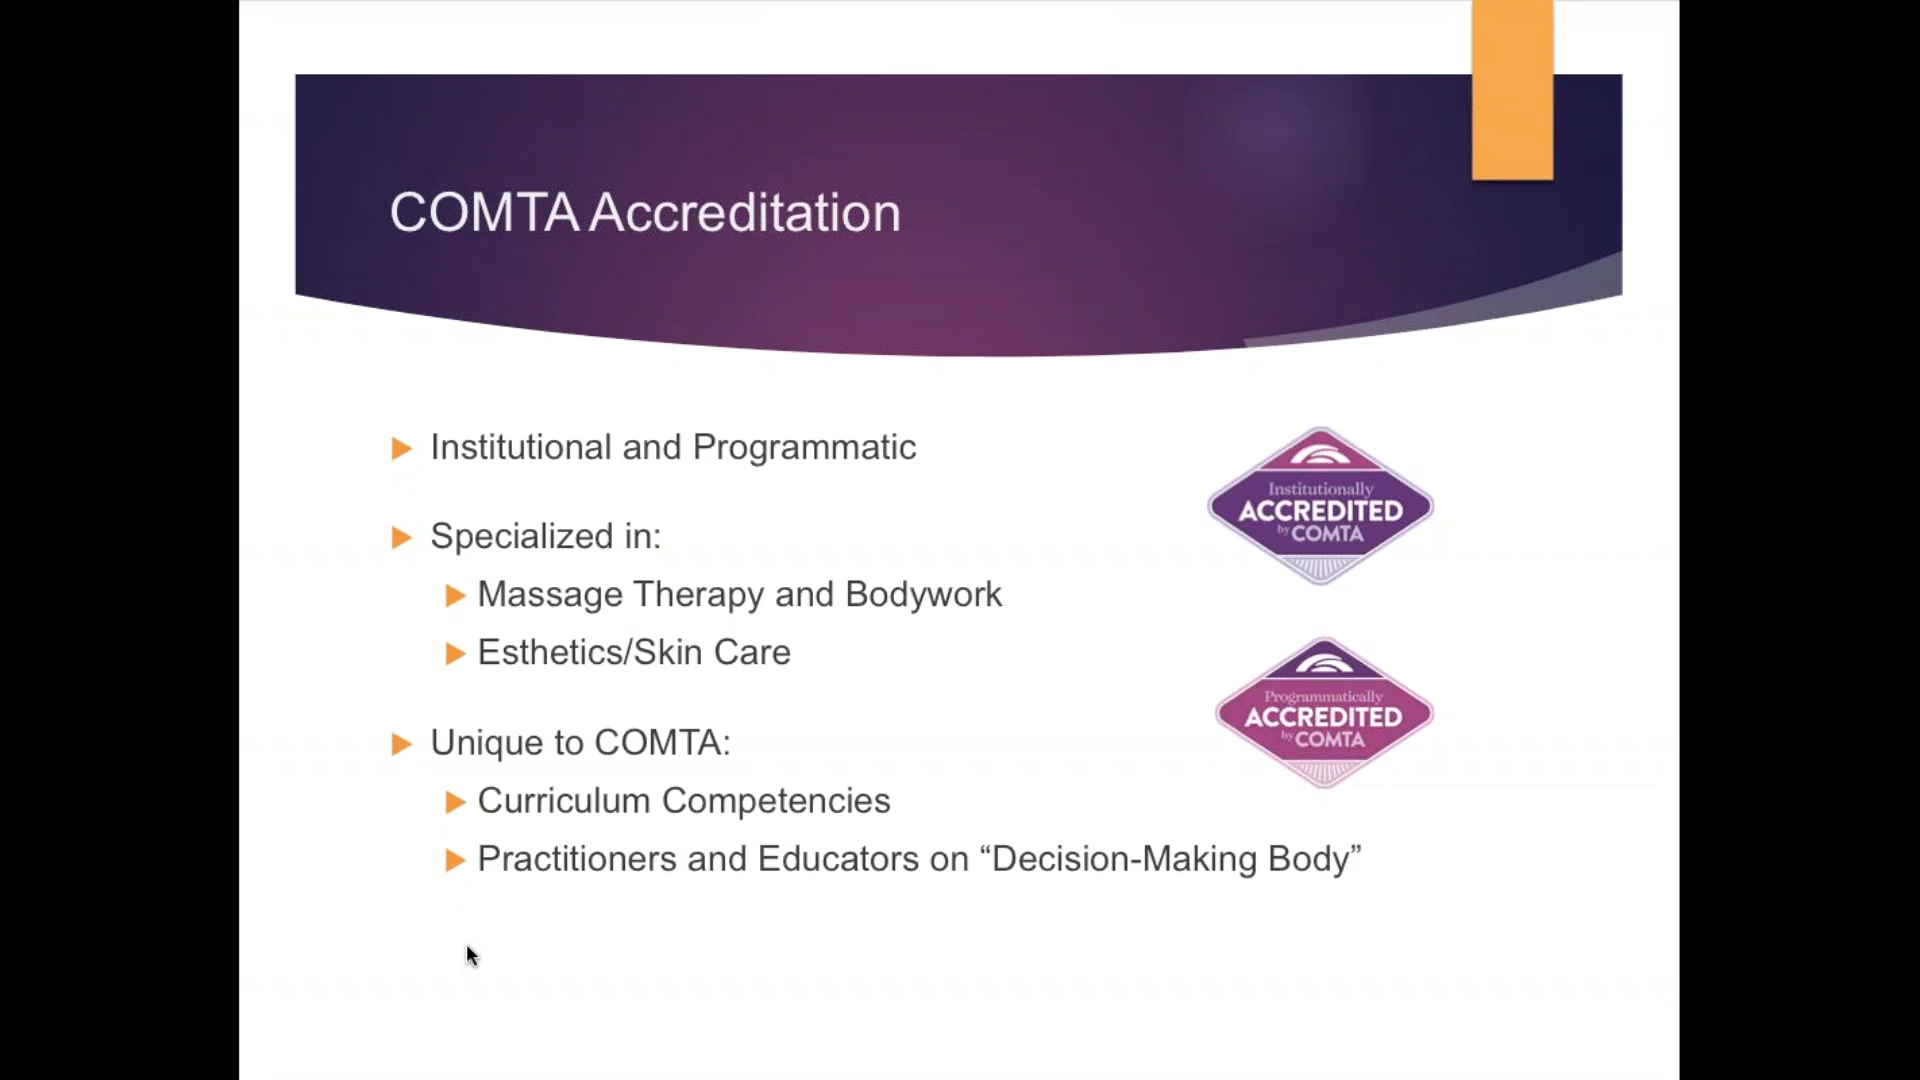 COMTA Accreditation
Institutional and Programmatic
Specialized in:
Massage Therapy and Bodywork
Esthetics/Skin Care
Unique to COMTA:
Curriculum Competencies
Practitioners and Educators on “Decision-Making Body”
Institutionally
ACCREDITED
by COMTA
Programmatically
ACCREDITED
by COMTA